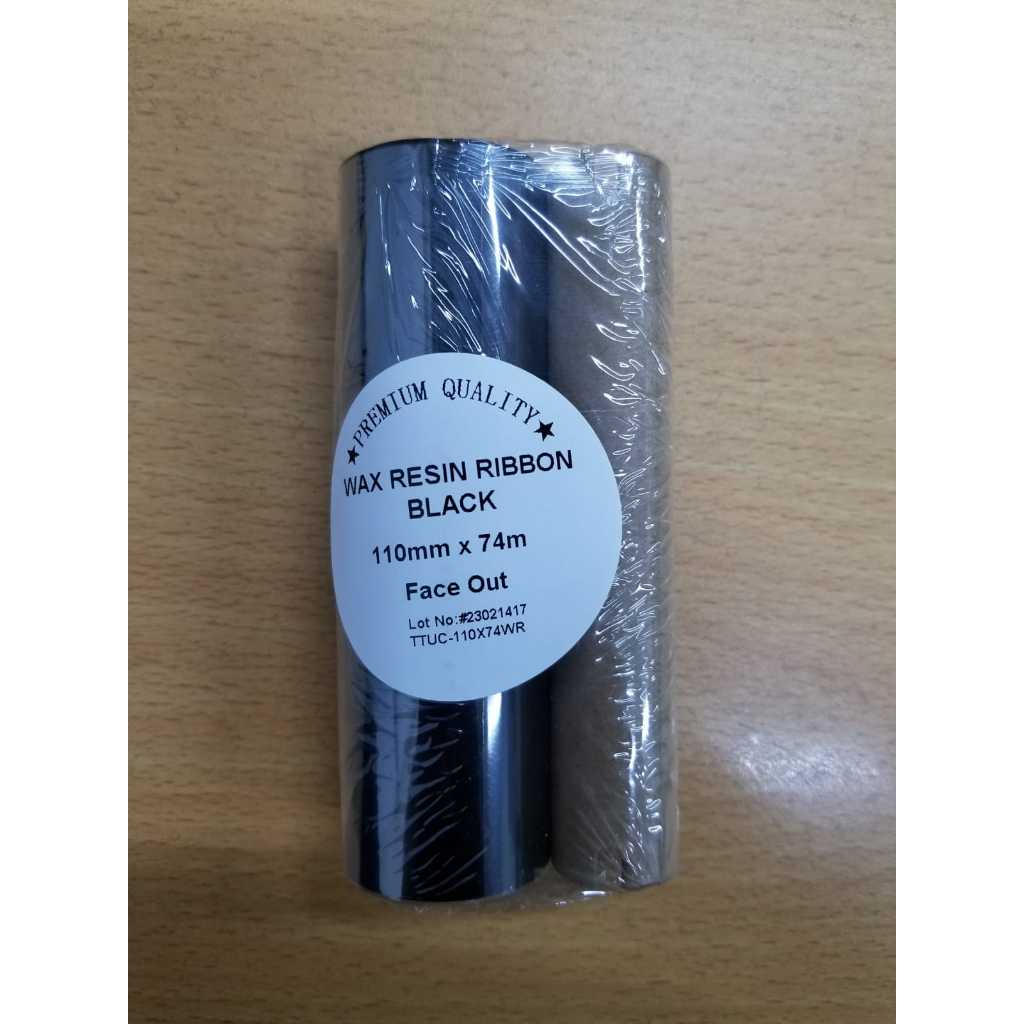 ★PREMIUM QUALITY★
WAX RESIN RIBBON
BLACK
110mm x 74m
Face Out
Lot No:#23021417
TTUC-110X74WR